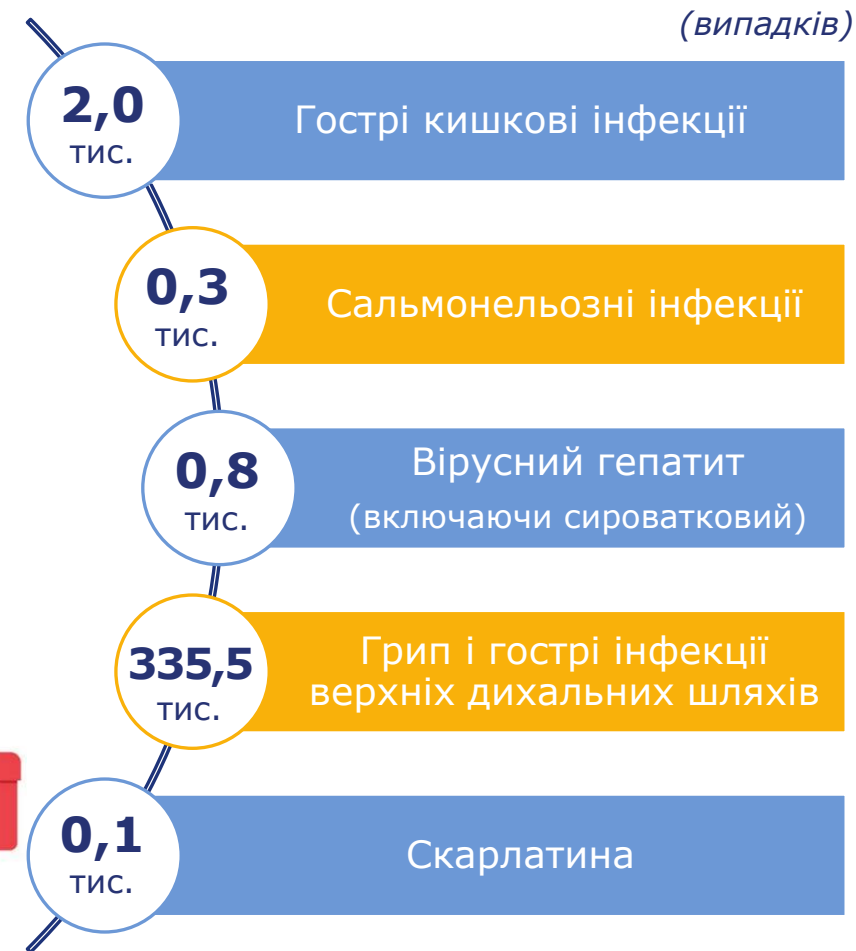 (випадків)
2,0
тис.
Гострі кишкові інфекції
0,3
тис.
Сальмонельозні інфекції
0,8
тис.
Вірусний гепатит
(включаючи сироватковий)
335,5
тис.
Грип і гострі інфекції
верхніх дихальних шляхів
0,1
тис.
Скарлатина